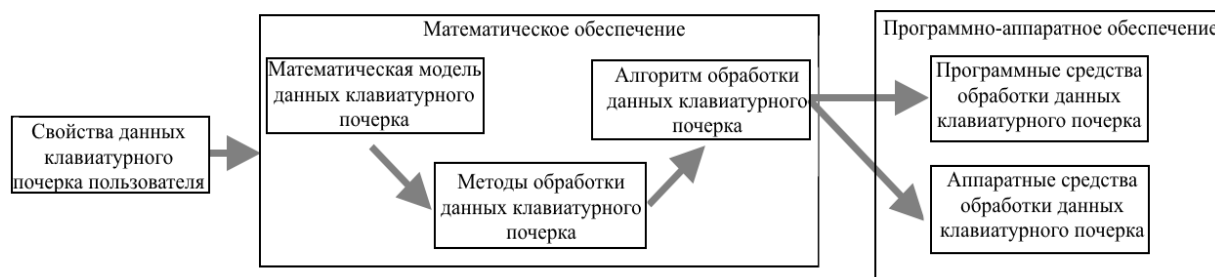 Свойства данных
клавиатурного
почерка пользователя
Математическое обеспечение
Математическая модель
данных клавиатурного
почерка
Методы обработки
данных клавиатурного
почерка
Алгоритм обработки
данных клавиатурного
почерка
Программно-аппаратное обеспечение
Программные средства
обработки данных
клавиатурного почерка
Аппаратные средства
обработки данных
клавиатурного почерка